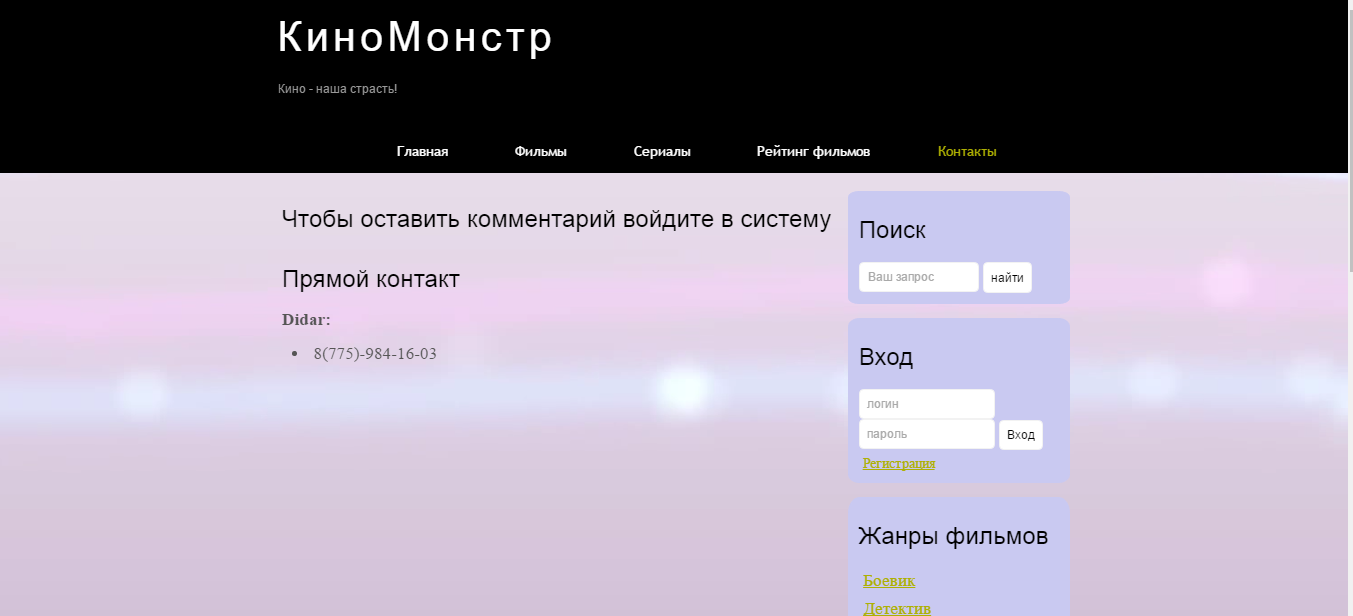 КиноМонстр
Кино - наша страсть!
Главная Фильмы Сериалы Рейтинг фильмов Контакты
Чтобы оставить комментарий войдите в систему
Прямой контакт
Didar:
8(775)-984-16-03
Поиск
Ваш запрос найти
Вход
логин
пароль Вход
Регистрация
Жанры фильмов
Боевик
Детектив